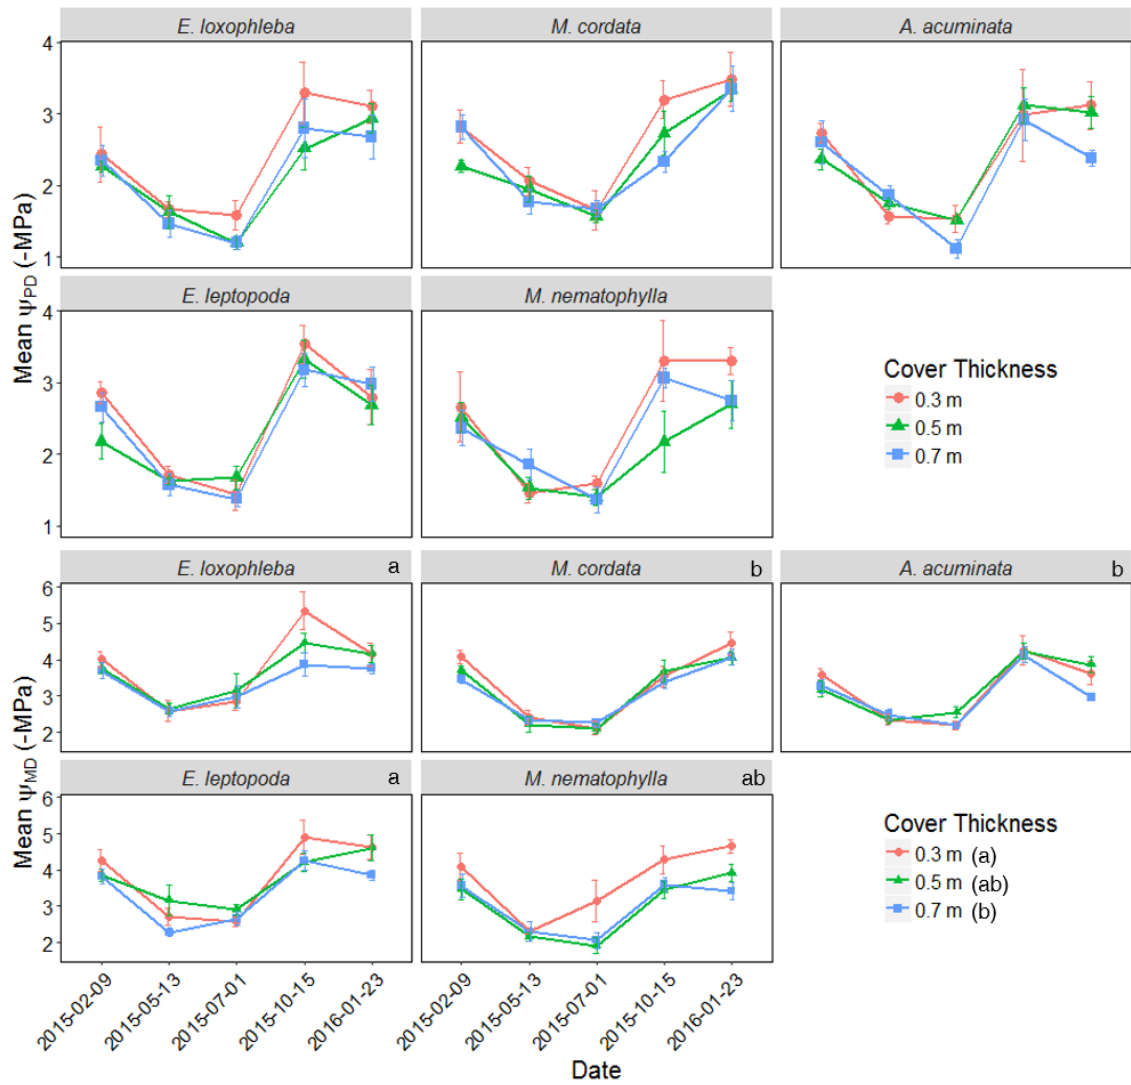 E. loxophleba M. cordata A. acuminata
4
3
2
1
Mean ΨPD (-MPa)
E. leptopoda M. nematophylla
4
3
2
1
Cover Thickness
0.3 m
0.5 m
0.7 m
E. loxophleba a M. cordata b A. acuminata b
6
5
4
3
2
Mean ΨMD (-MPa)
E. leptopoda a M. nematophylla ab
6
5
4
3
2
Cover Thickness
0.3 m (a)
0.5 m (ab)
0.7 m (b)
2015-02-09 2015-05-13 2015-07-01 2015-10-15 2016-01-23 2015-02-09 2015-05-13 2015-07-01 2015-10-15 2016-01-23
Date